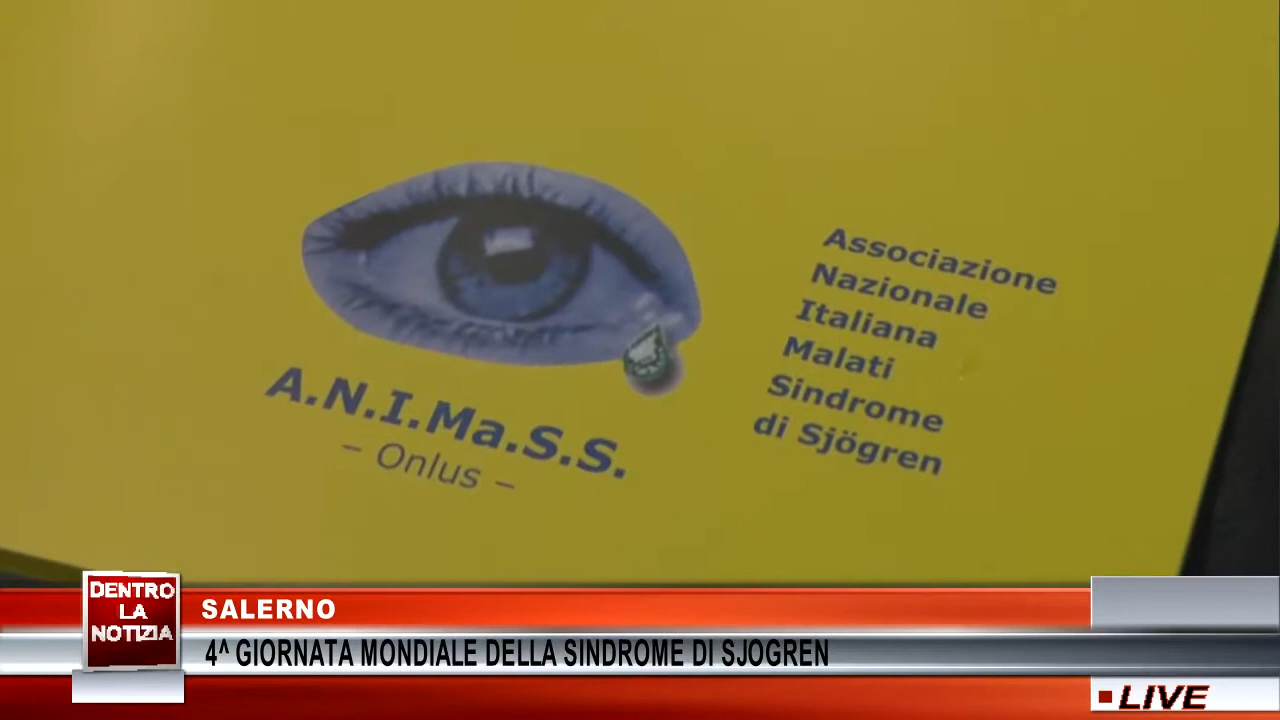 A.N.I.Ma.S.S.
– Onlus –
Associazione
Nazionale
Italiana
Malati
Sindrome
di Sjögren
DENTRO
LA
NOTIZIA
SALERNO
4^ GIORNATA MONDIALE DELLA SINDROME DI SJOGREN
LIVE